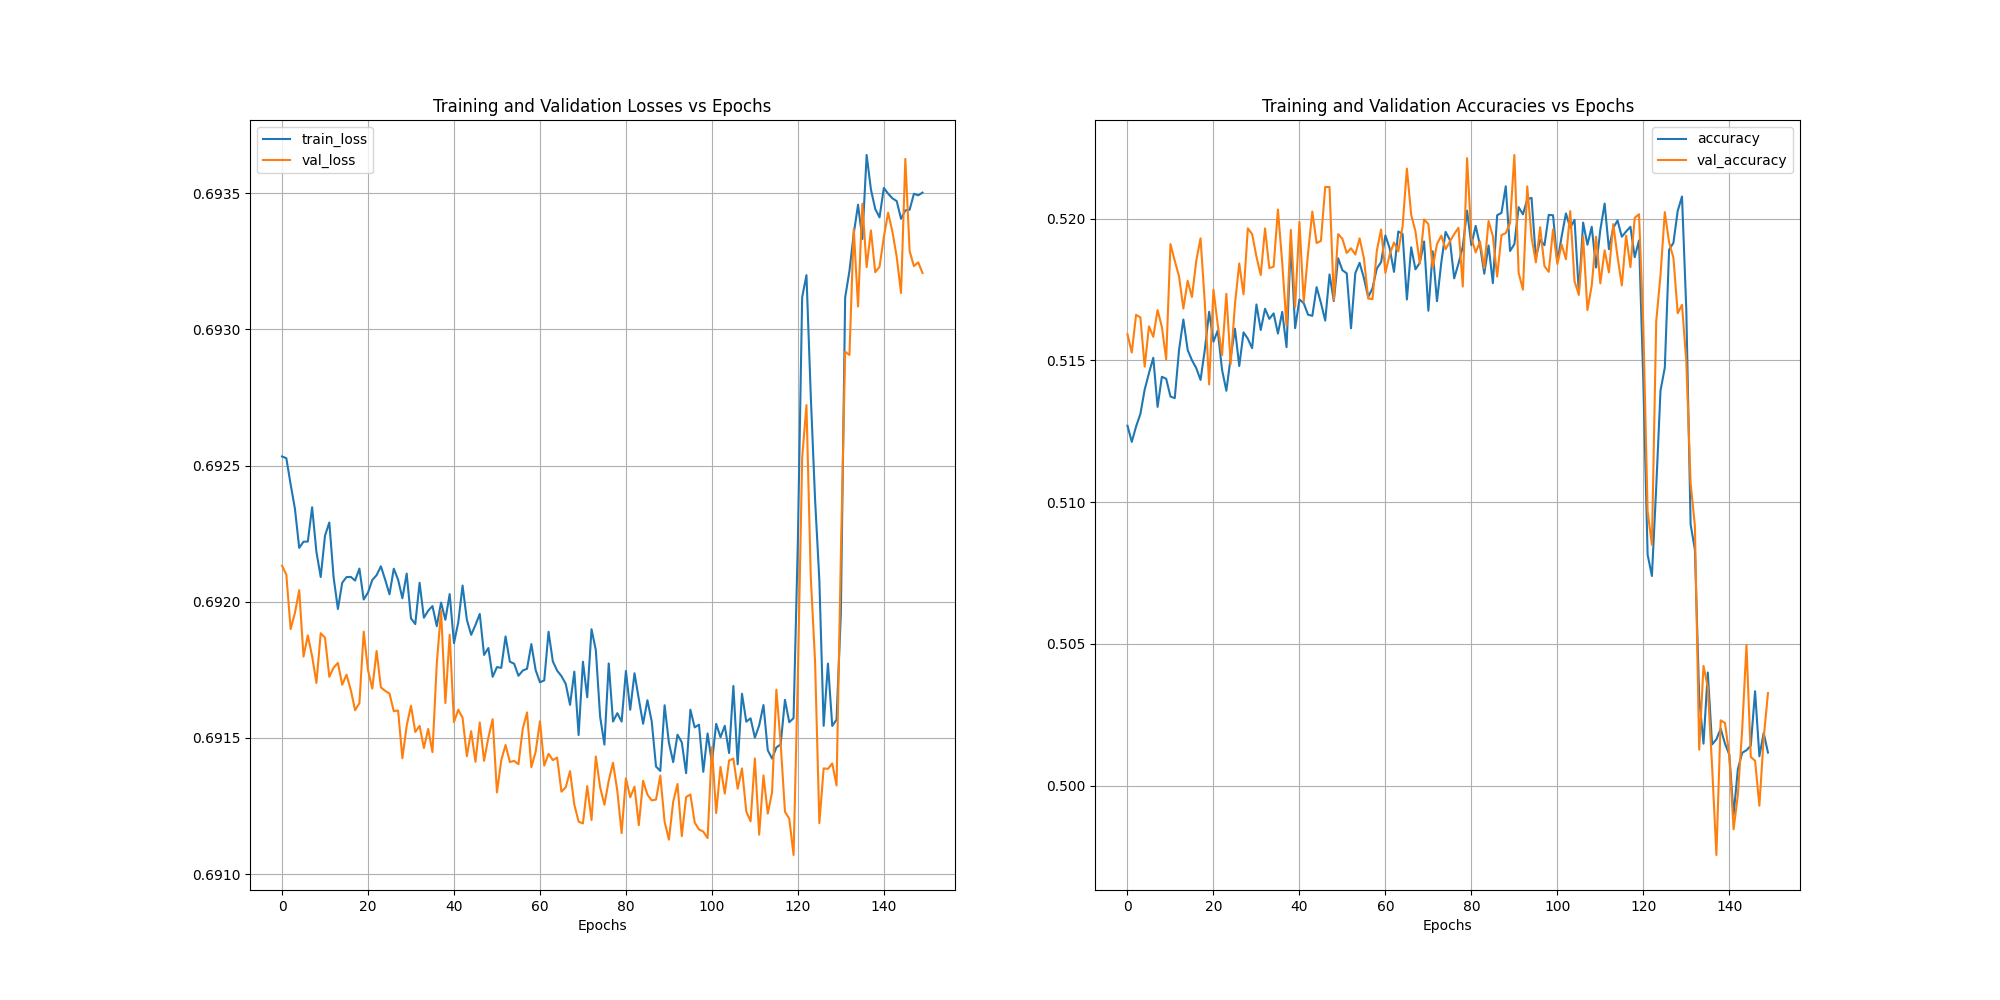 Training and Validation Losses vs Epochs
train_loss
val_loss
0.6935
0.6930
0.6925
0.6920
0.6915
0.6910
0 20 40 60 80 100 120 140
Epochs
Training and Validation Accuracies vs Epochs
accuracy
val_accuracy
0.520
0.515
0.510
0.505
0.500
0 20 40 60 80 100 120 140
Epochs